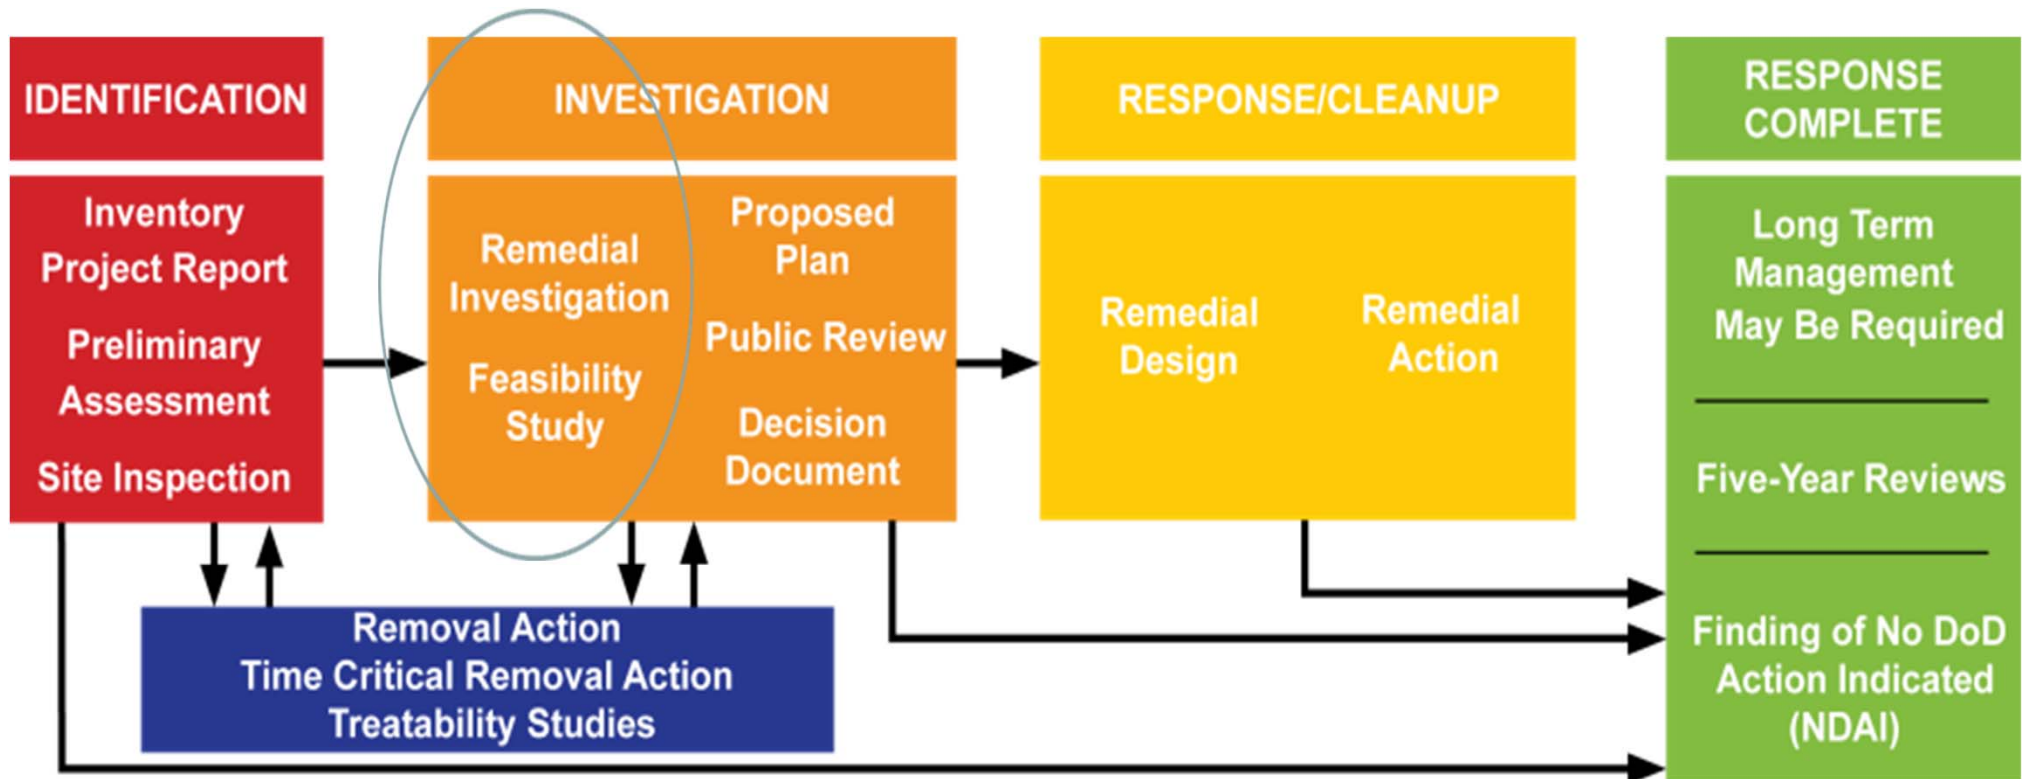 IDENTIFICATION
Inventory
Project Report
Preliminary
Assessment
Site Inspection
INVESTIGATION
Remedial
Investigation
Feasibility
Study
Proposed
Plan
Public Review
Decision
Document
RESPONSE/CLEANUP
Remedial
Design
Remedial
Action
RESPONSE
COMPLETE
Long Term
Management
May Be Required
Five-Year Reviews
Finding of No DoD
Action Indicated
(NDAI)
Removal Action
Time Critical Removal Action
Treatability Studies